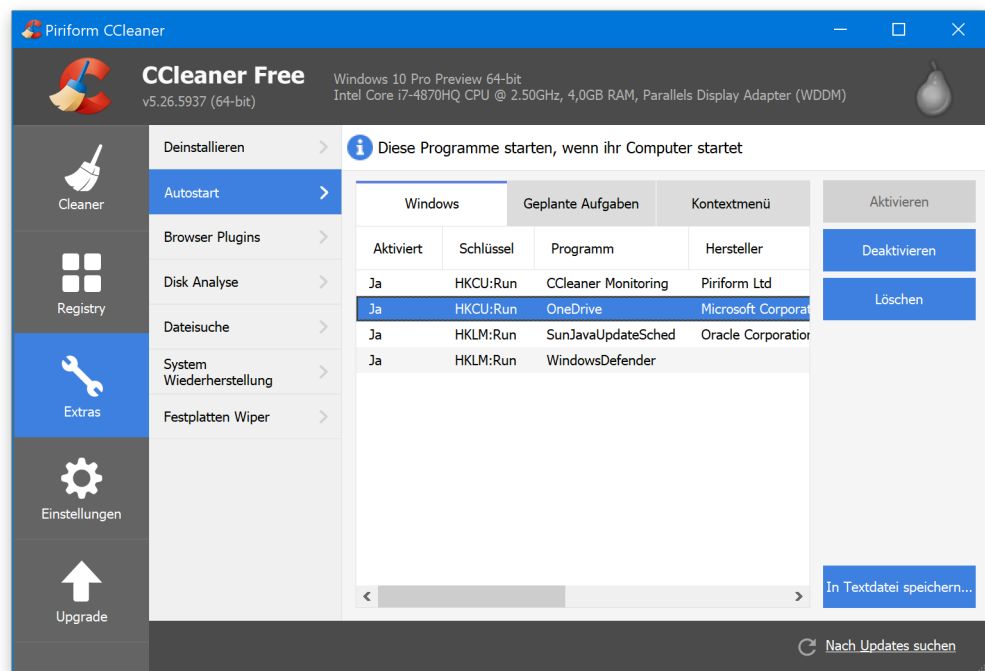 Piriform CCleaner
CCleaner Free
v5.26.5937 (64-bit)
Windows 10 Pro Preview 64-bit
Intel Core i7-4870HQ CPU @ 2.50GHz, 4,0GB RAM, Parallels Display Adapter (WDDM)
Cleaner
Registry
Extras
Einstellungen
Upgrade
Deinstallieren
Autostart
Browser Plugins
Disk Analyse
Dateisuche
System
Wiederherstellung
Festplatten Wiper
Diese Programme starten, wenn ihr Computer startet
Windows Geplante Aufgaben Kontextmenü
Aktiviert Schlüssel Programm Hersteller
Ja HKCU:Run CCleaner Monitoring Piriform Ltd
Ja HKCU:Run OneDrive Microsoft Corporat
Ja HKLM:Run SunJavaUpdateSched Oracle Corporation
Ja HKLM:Run WindowsDefender
Aktivieren
Deaktivieren
Löschen
In Textdatei speichern...
Nach Updates suchen